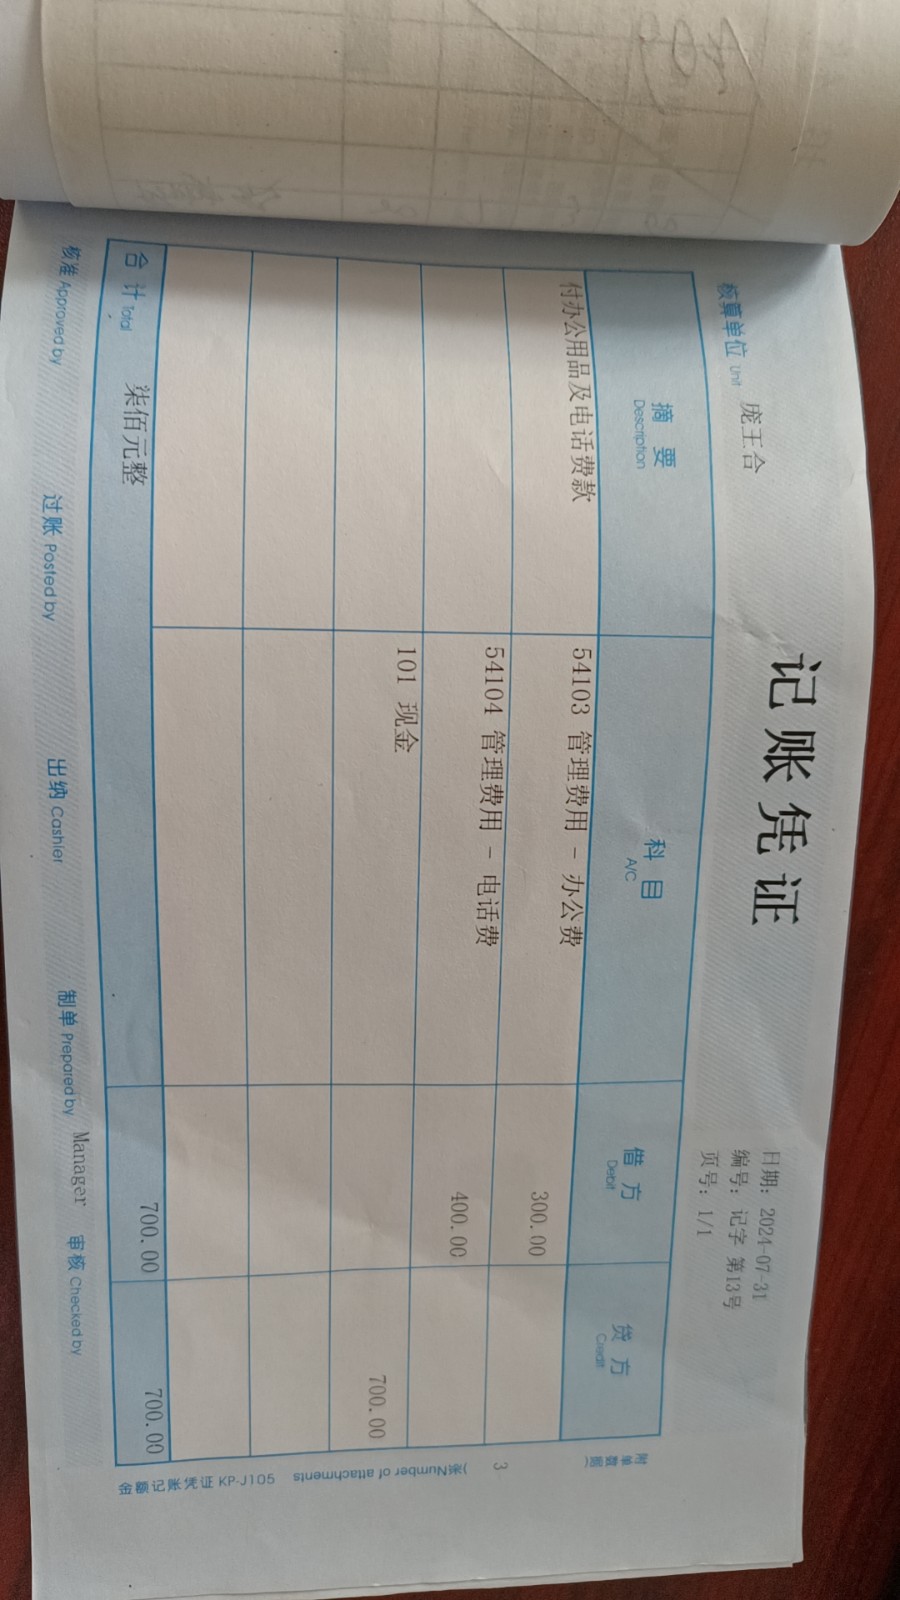 记账凭证
日期: 2024-07-31
编号: 记字 第13号
页号: 1/1
核算单位 Unit 庞王合
摘要 Description 科目 A/C 借方 Debit 贷方 Credit
付办公用品及电话费款 54103 管理费用 - 办公费 300.00
54104 管理费用 - 电话费 400.00
101 现金 700.00
合计 Total 柒佰元整 700.00 700.00
附单数据( 3 张)Number of attachments
金额记账凭证 KP-J105
核准 Approved by 过账 Posted by 出纳 Cashier 制单 Prepared by Manager 审核 Checked by